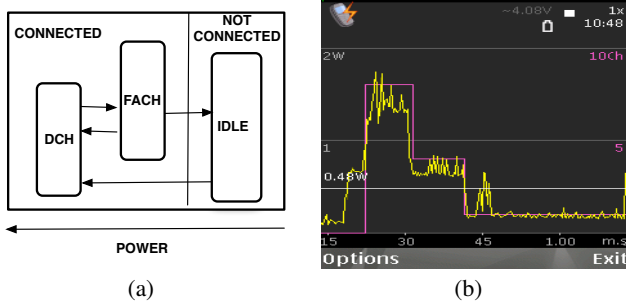 CONNECTED
NOT
CONNECTED
FACH
DCH
IDLE
POWER
(a)
~4.08V
1x
10:48
2W
10Ch
1
5
0.48W
15
30
45
1.00
m.s
Options
Exit
(b)